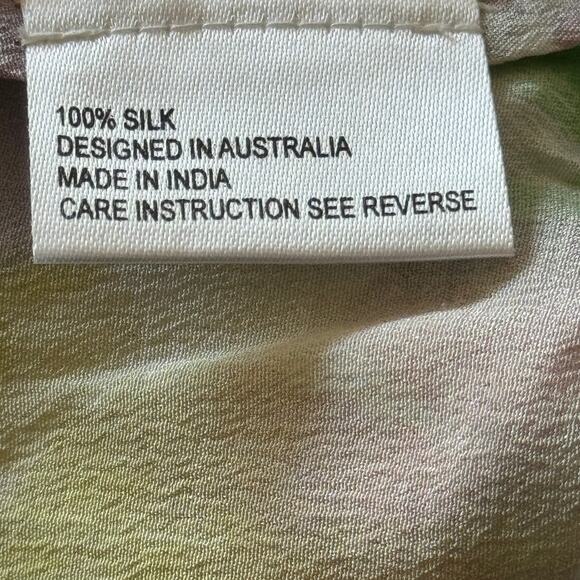 100% SILK
DESIGNED IN AUSTRALIA
MADE IN INDIA
CARE INSTRUCTION SEE REVERSE